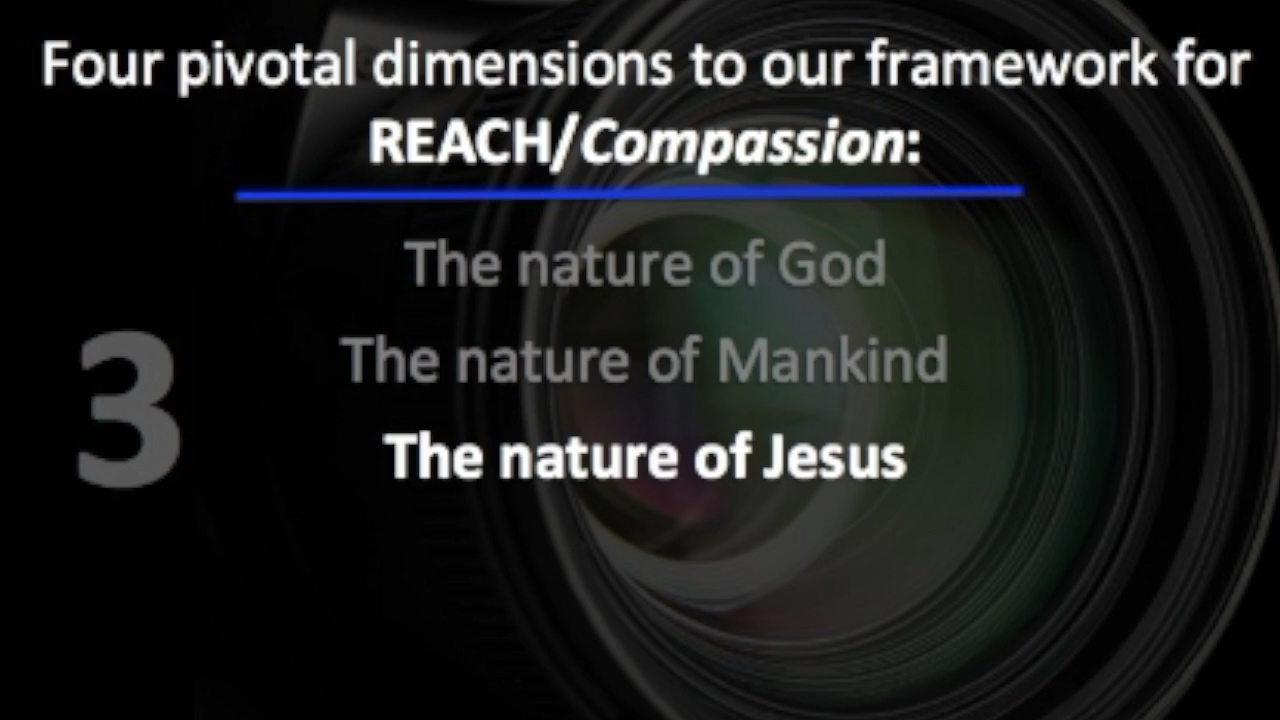 Four pivotal dimensions to our framework for
REACH/Compassion:
The nature of God
The nature of Mankind
3
The nature of Jesus